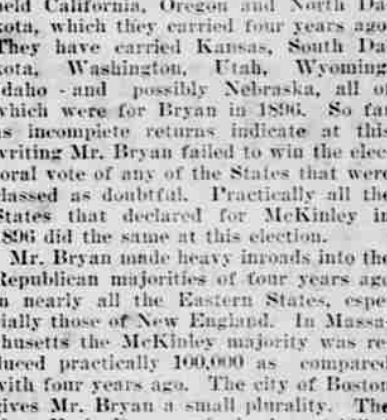 held California, Oregon and North Da-
kota, which they carried four years ago.
They have carried Kansas, South Da-
kota, Washington, Utah, Wyoming,
Idaho - and possibly Nebraska, all of
which were for Bryan in 1896. So far
as incomplete returns indicate at this
writing Mr. Bryan failed to win the elec-
toral vote of any of the States that were
classed as doubtful. Practically all the
States that declared for McKinley in
1896 did the same at this election.
Mr. Bryan made heavy inroads into the
Republican majorities of four years ago
in nearly all the Eastern States, espe-
cially those of New England. In Massa-
chusetts the McKinley majority was re-
duced practically 100,000 as compared
with four years ago. The city of Boston
gives Mr. Bryan a small plurality. The